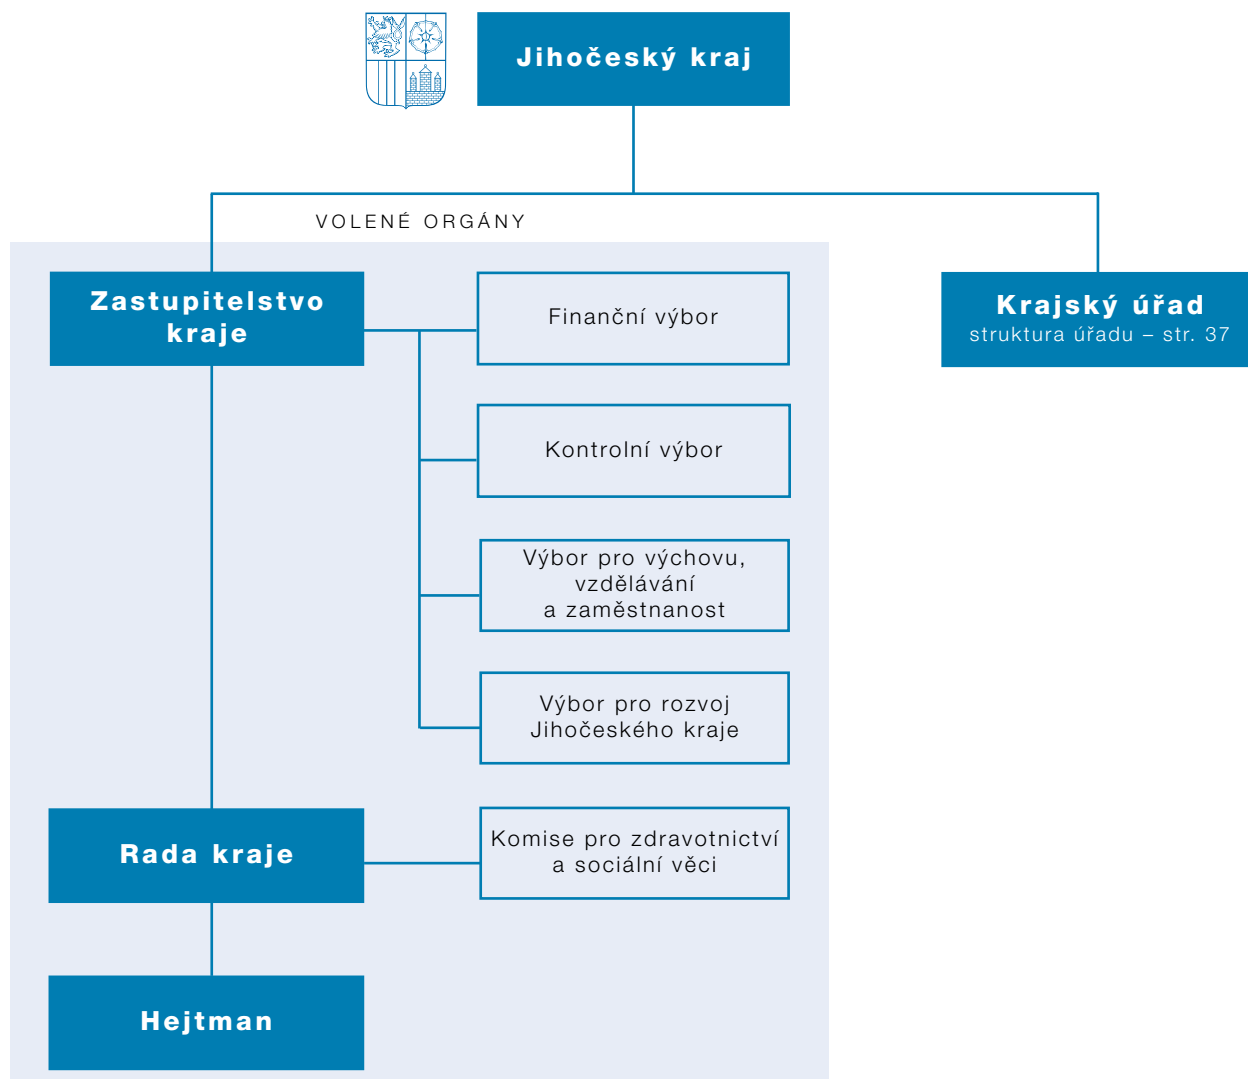 Jihočeský kraj
VOLENÉ ORGÁNY
Zastupitelstvo
kraje
Finanční výbor
Krajský úřad
struktura úřadu – str. 37
Kontrolní výbor
Výbor pro výchovu,
vzdělávání
a zaměstnanost
Výbor pro rozvoj
Jihočeského kraje
Rada kraje
Komise pro zdravotnictví
a sociální věci
Hejtman